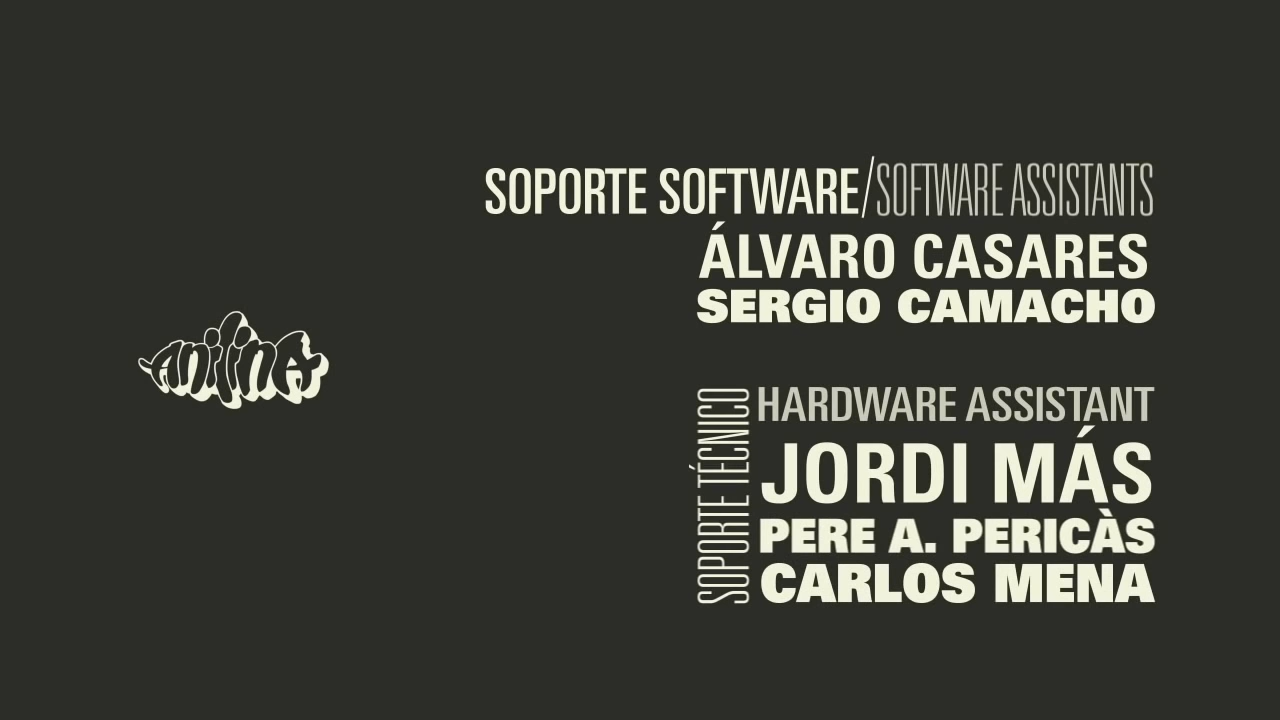 SOPORTE SOFTWARE/SOFTWARE ASSISTANTS
ÁLVARO CASARES
SERGIO CAMACHO
anilinA
SOPORTE TÉCNICO
HARDWARE ASSISTANT
JORDI MÁS
PERE A. PERICÀS
CARLOS MENA